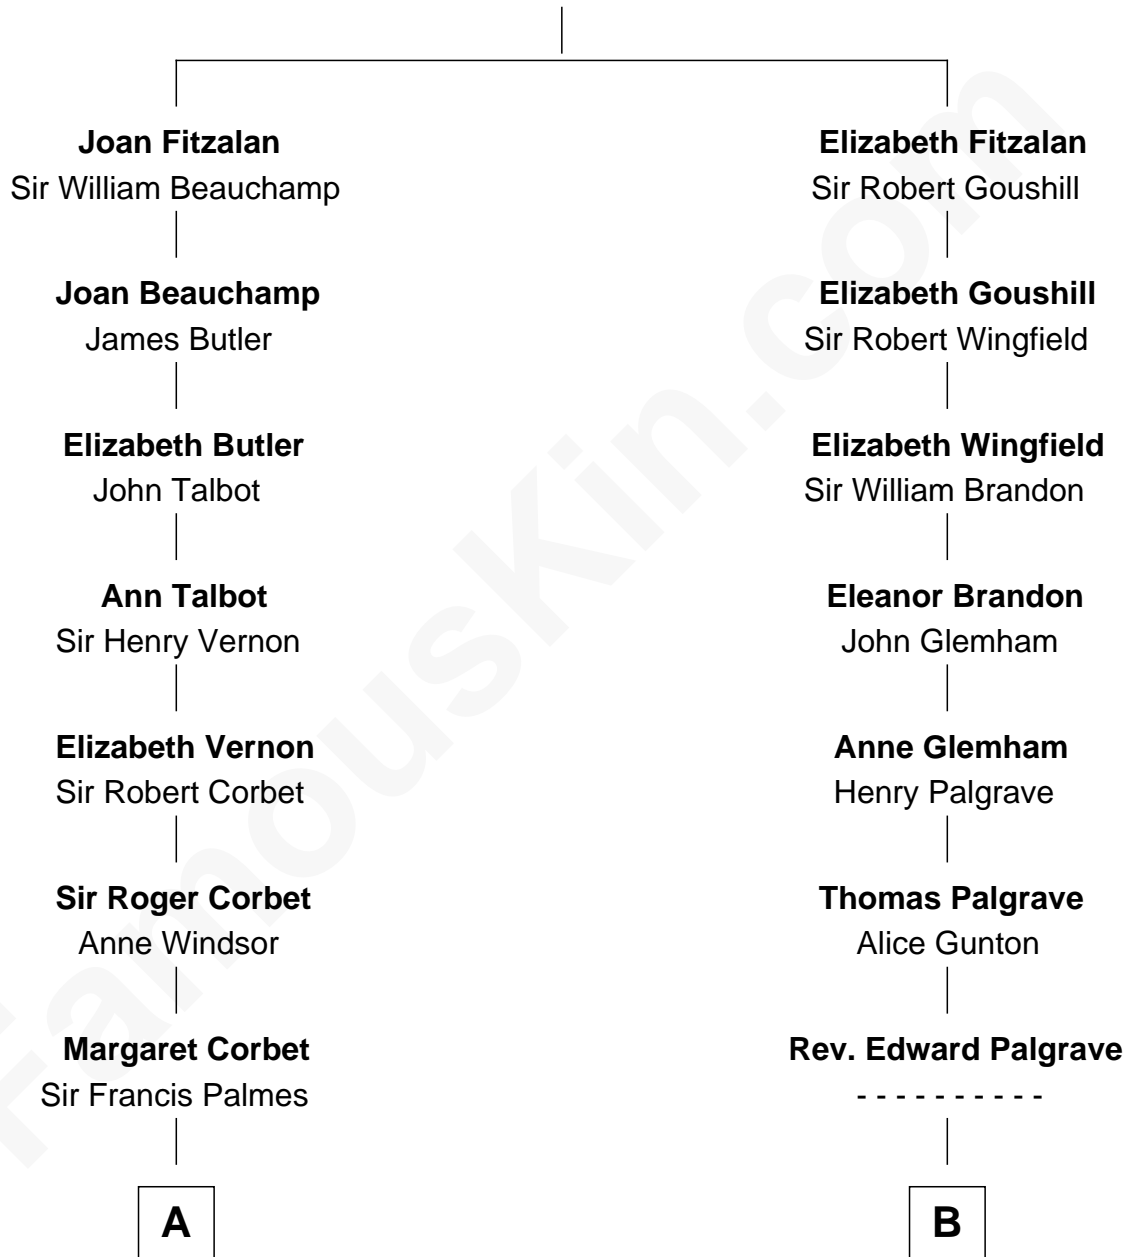 Joan Fitzalan
Sir William Beauchamp
Joan Beauchamp
James Butler
Elizabeth Butler
John Talbot
Ann Talbot
Sir Henry Vernon
Elizabeth Vernon
Sir Robert Corbet
Sir Roger Corbet
Anne Windsor
Margaret Corbet
Sir Francis Palmes
A
Elizabeth Fitzalan
Sir Robert Goushill
Elizabeth Goushill
Sir Robert Wingfield
Elizabeth Wingfield
Sir William Brandon
Eleanor Brandon
John Glemham
Anne Glemham
Henry Palgrave
Thomas Palgrave
Alice Gunton
Rev. Edward Palgrave
- - - - - - - - - -
B
FamousKin.com